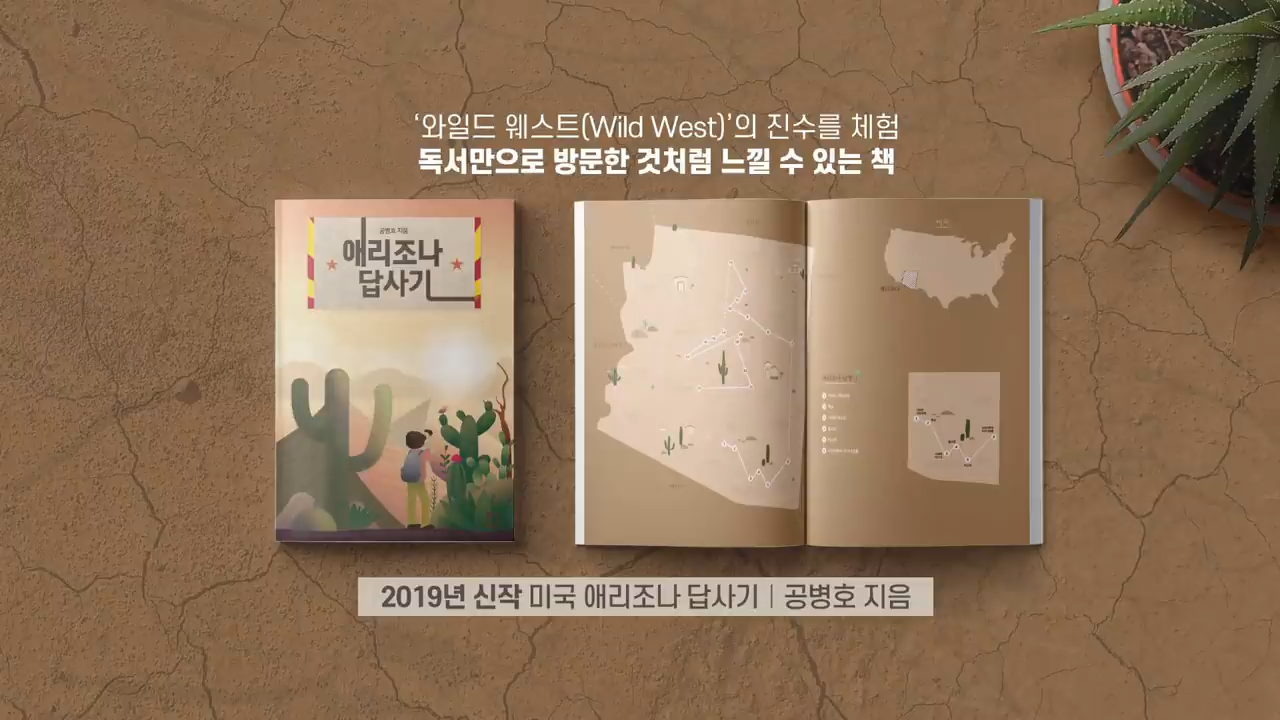 '와일드 웨스트(Wild West)'의 진수를 체험
독서만으로 방문한 것처럼 느낄 수 있는 책
공병호 지음
애리조나
답사기
2019년 신작 미국 애리조나 답사기 | 공병호 지음